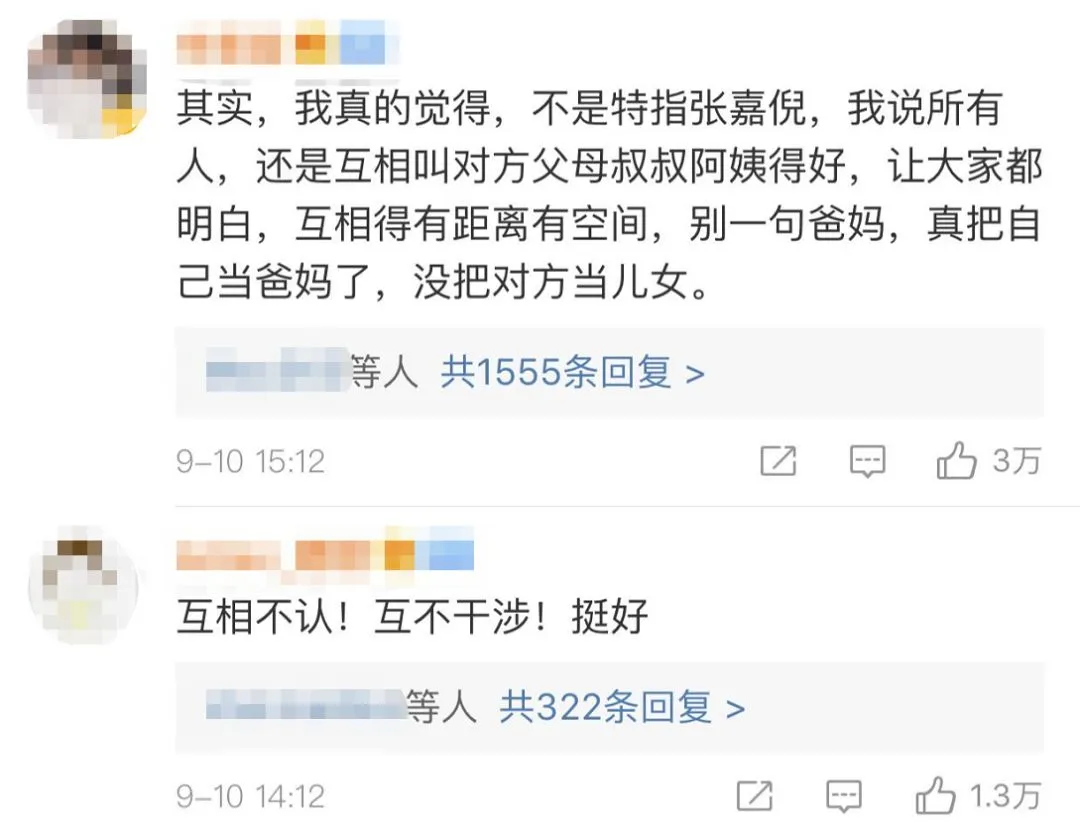 其实，我真的觉得，不是特指张嘉倪，我说所有
人，还是互相叫对方父母叔叔阿姨得好，让大家都
明白，互相得有距离有空间，别一句爸妈，真把自
己当爸妈了，没把对方当儿女。
等人 共1555条回复 >
9-10 15:12 3万
互相不认！互不干涉！挺好
等人 共322条回复 >
9-10 14:12 1.3万